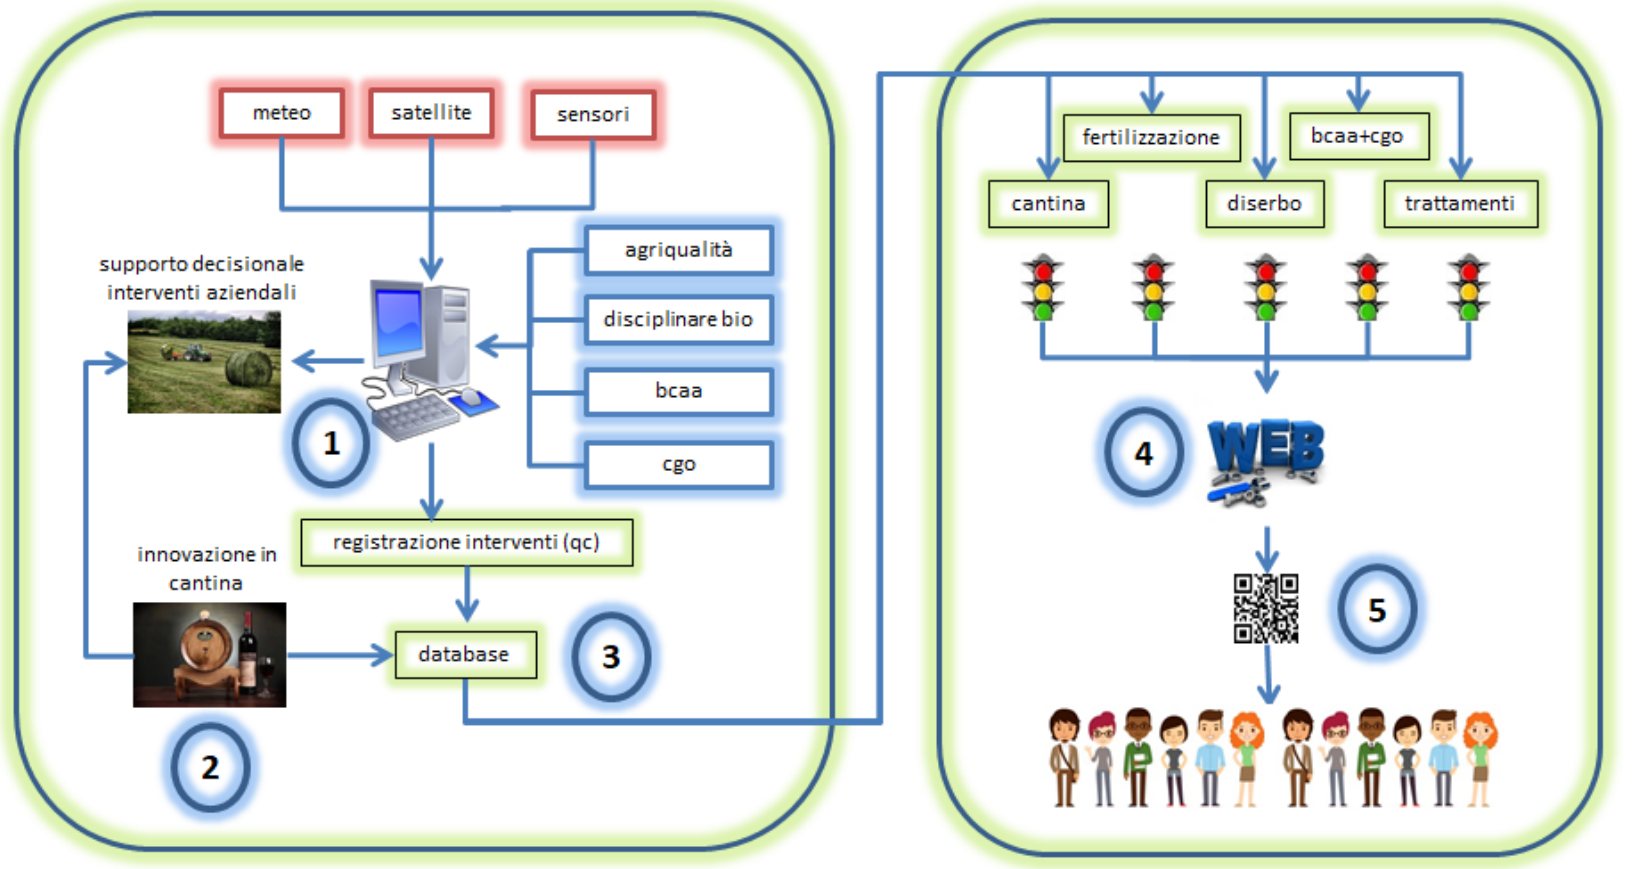 meteo
satellite
sensori
agriqualità
disciplinare bio
bcaa
cgo
supporto decisionale
interventi aziendali
1
registrazione interventi (qc)
innovazione in
cantina
database
3
2
fertilizzazione
bcaa+cgo
cantina
diserbo
trattamenti
4
WEB
5